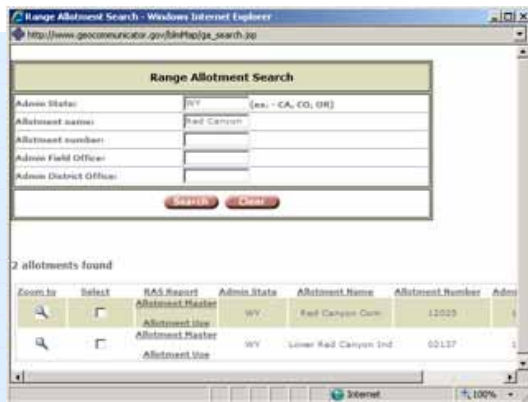 Range Allotment Search - Windows Internet Explorer
http://www.geocommunicator.gov/blmMap/ga_search.jsp
Range Allotment Search
Admin State: WY (ex. - CA, CO, OR)
Allotment name: Red Canyon
Allotment number:
Admin Field Office:
Admin District Office:
Search Clear
2 allotments found
Zoom to Select RAS Report Admin State Allotment Name Allotment Number
Allotment Master
WY Red Canyon Com
Allotment Use
Allotment Master
WY Lower Red Canyon Ind 02137
Allotment Use
Internet 100%